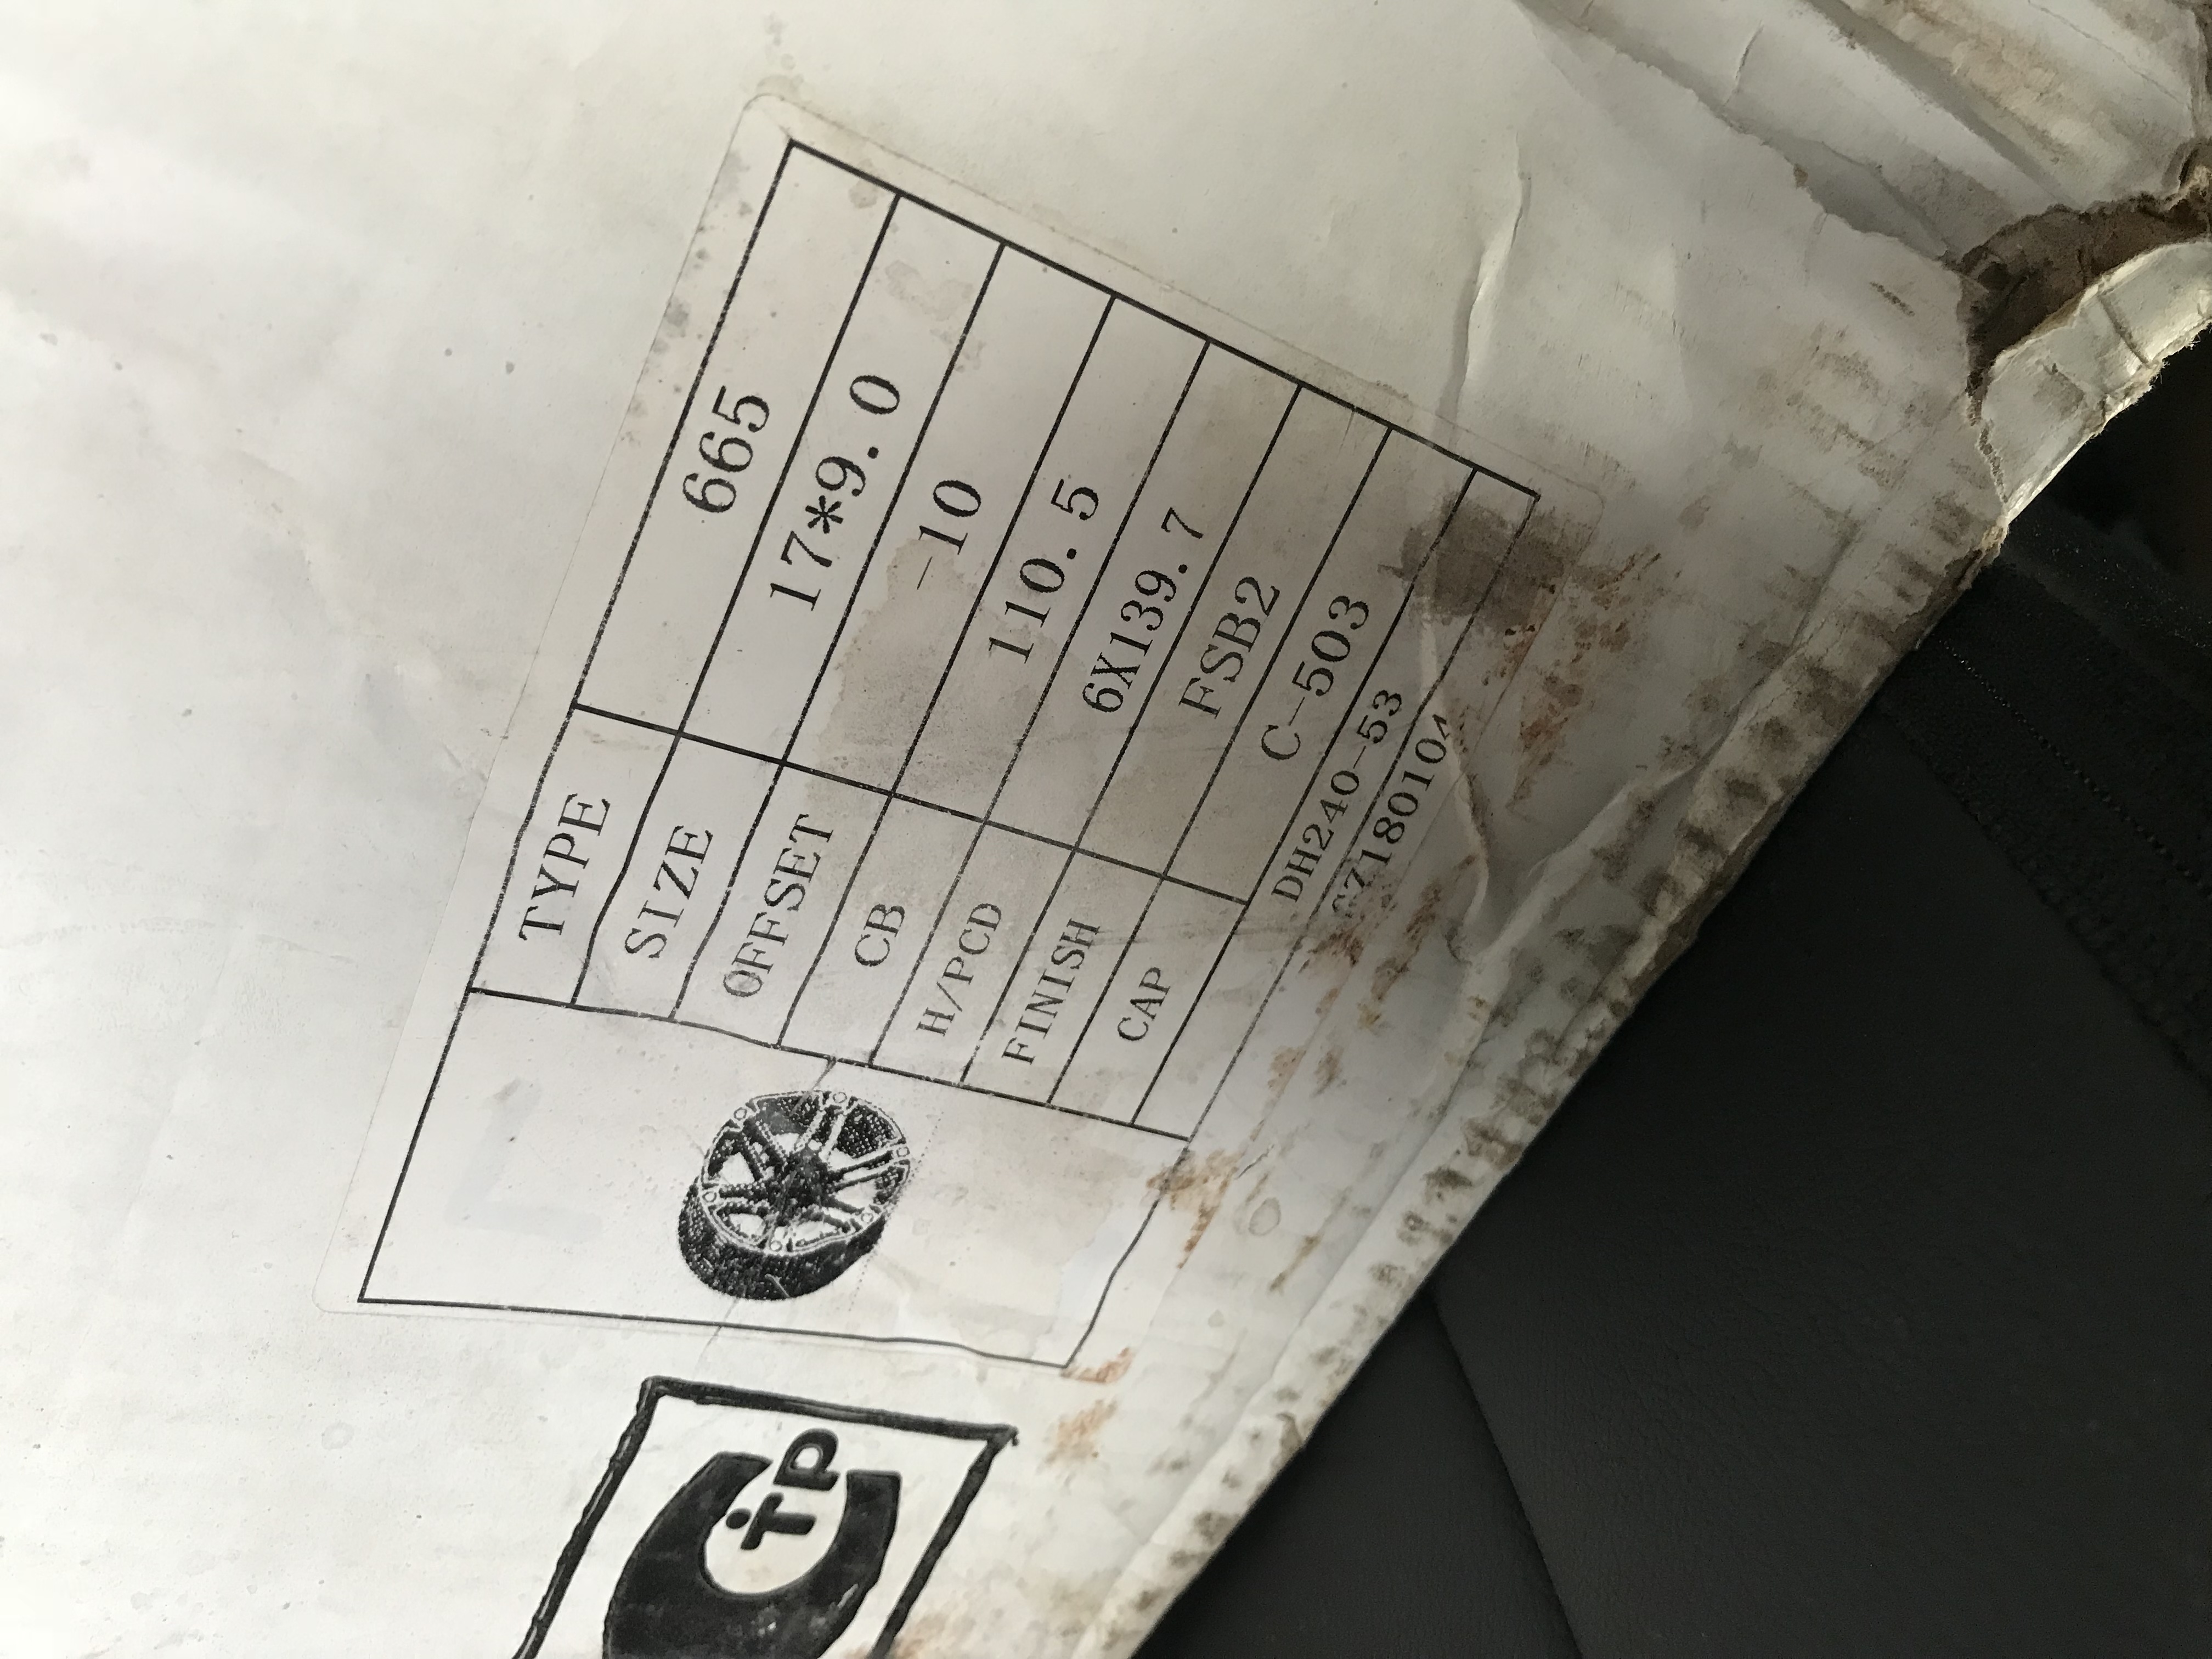 TYPE 665
SIZE 17*9.0
OFFSET -10
CB 110.5
H/PCD 6X139.7
FINISH FSB2
CAP C-503
DH240-53
iTP